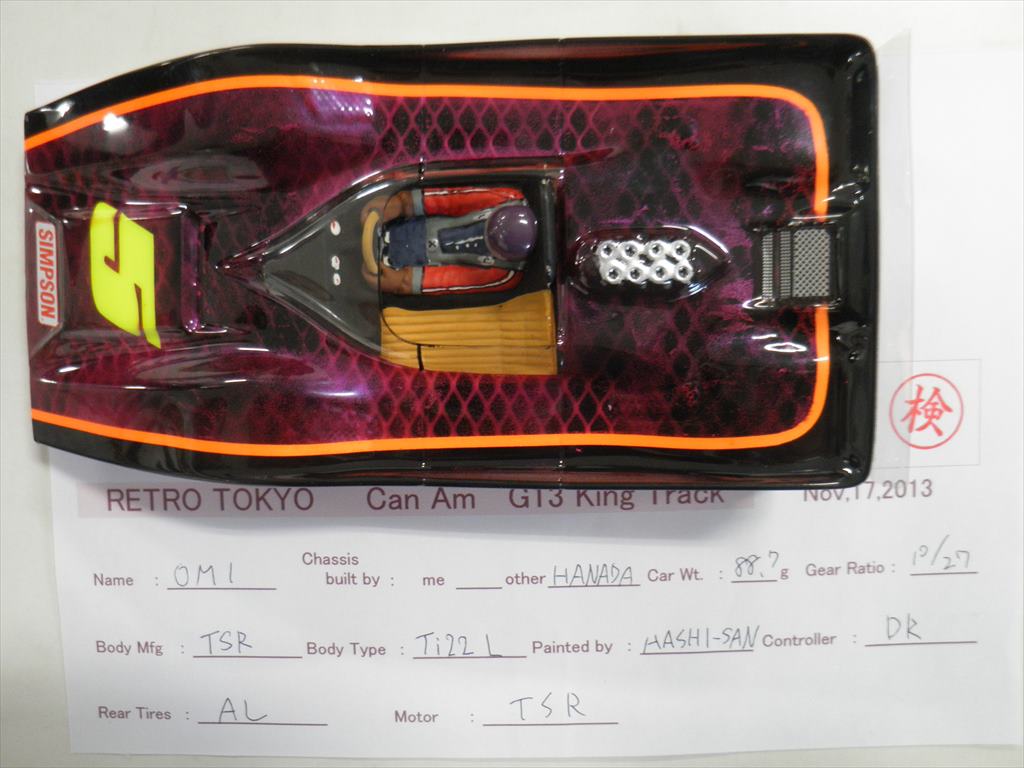 SIMPSON
5
検
RETRO TOKYO Can Am GT3 King Track Nov,17,2013
Name : OMI Chassis built by : me other HANADA Car Wt. : 88.7 g Gear Ratio : 10/27
Body Mfg : TSR Body Type : Ti22 L Painted by : HASHI-SAN Controller : DR
Rear Tires : AL Motor : TSR